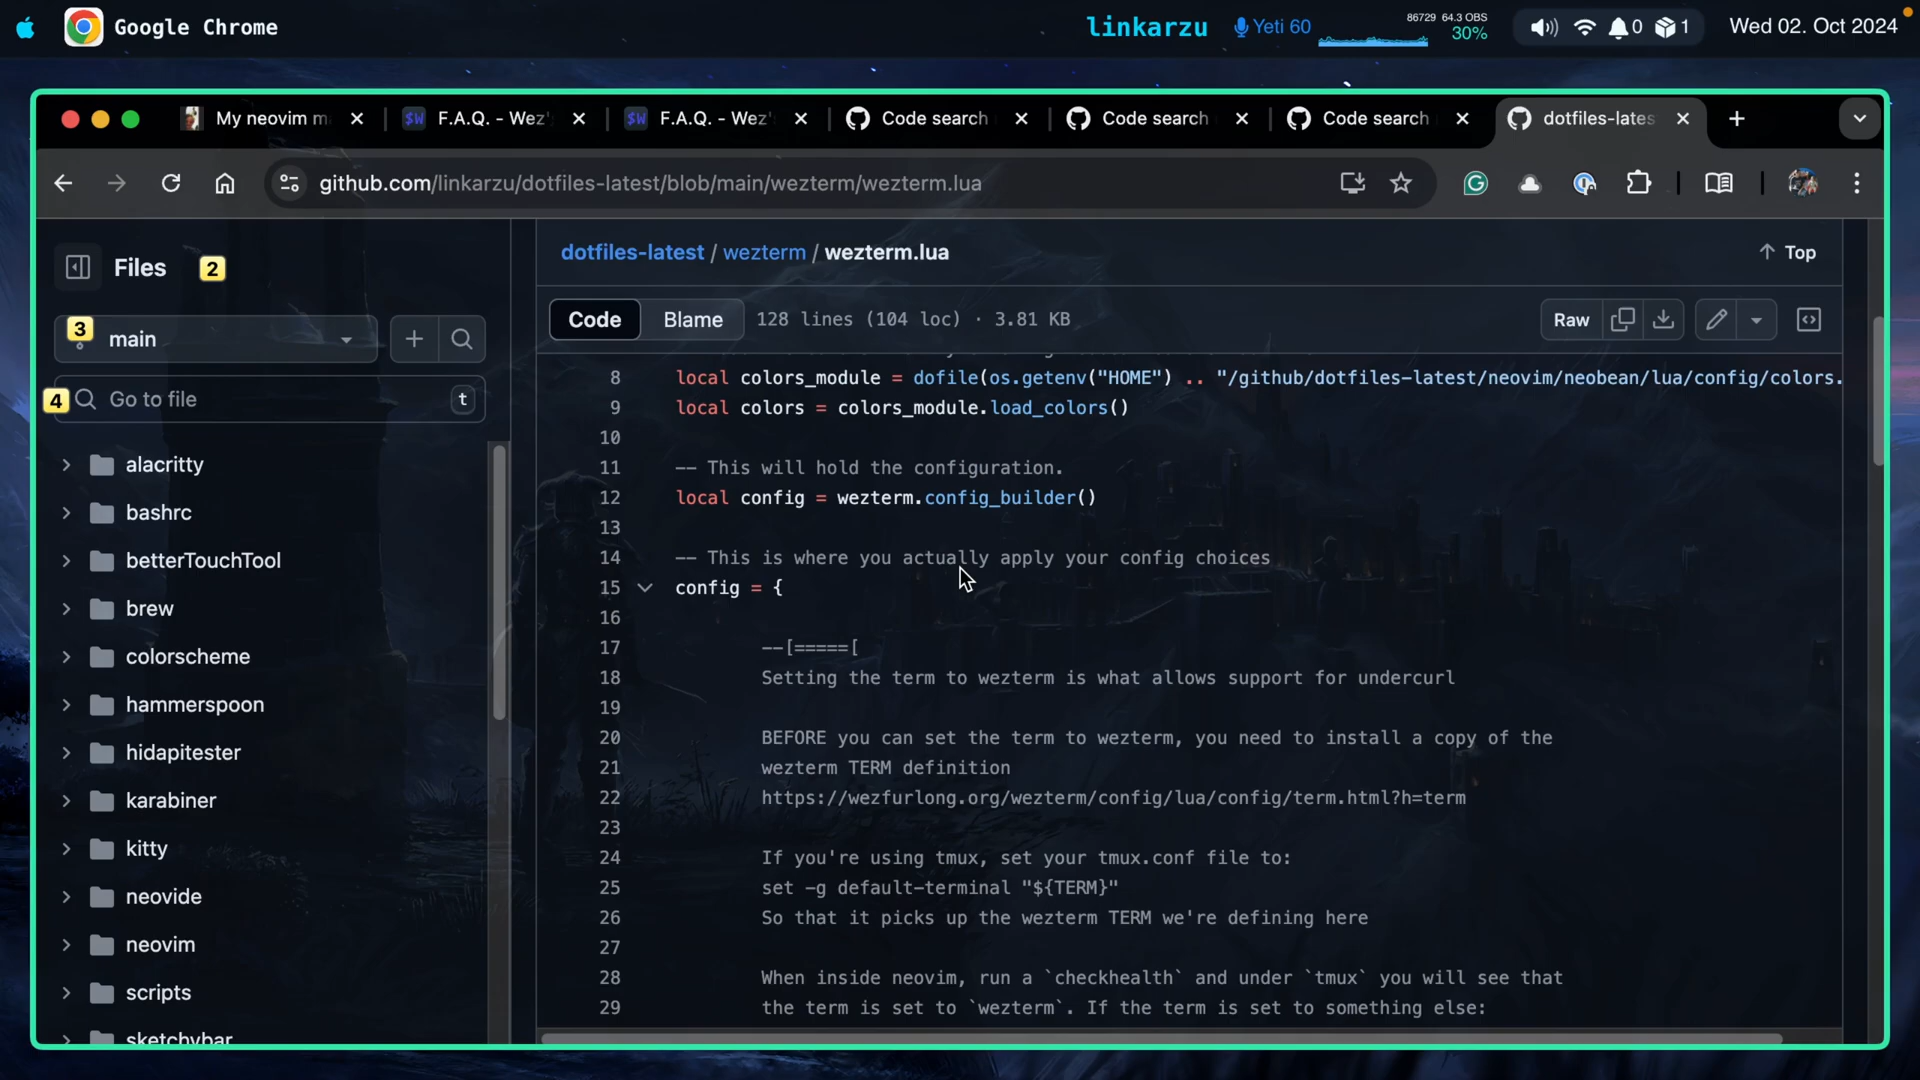 Google Chrome
linkarzu
Yeti 60
86729 64.3 OBS
30%
0
1
Wed 02. Oct 2024
My neovim m
F.A.Q. - Wez'
F.A.Q. - Wez'
Code search
Code search
Code search
dotfiles-lates
github.com/linkarzu/dotfiles-latest/blob/main/wezterm/wezterm.lua
Files
2
3
main
4
Go to file
t
alacritty
bashrc
betterTouchTool
brew
colorscheme
hammerspoon
hidapitester
karabiner
kitty
neovide
neovim
scripts
sketchybar
dotfiles-latest / wezterm / wezterm.lua
Top
Code
Blame
128 lines (104 loc) · 3.81 KB
Raw
8 local colors_module = dofile(os.getenv("HOME") .. "/github/dotfiles-latest/neovim/neobean/lua/config/colors.
9 local colors = colors_module.load_colors()
10
11 -- This will hold the configuration.
12 local config = wezterm.config_builder()
13
14 -- This is where you actually apply your config choices
15 config = {
16
17 --[=====[
18 Setting the term to wezterm is what allows support for undercurl
19
20 BEFORE you can set the term to wezterm, you need to install a copy of the
21 wezterm TERM definition
22 https://wezfurlong.org/wezterm/config/lua/config/term.html?h=term
23
24 If you're using tmux, set your tmux.conf file to:
25 set -g default-terminal "${TERM}"
26 So that it picks up the wezterm TERM we're defining here
27
28 When inside neovim, run a `checkhealth` and under `tmux` you will see that
29 the term is set to `wezterm`. If the term is set to something else: